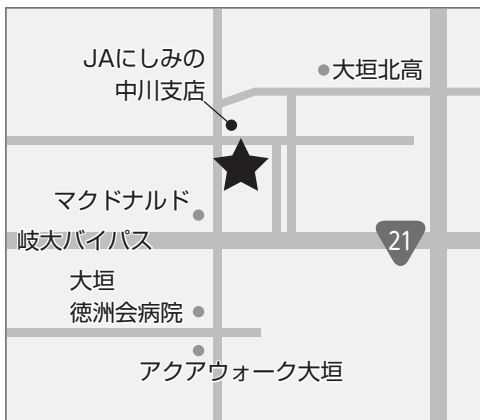 JAにしみの
中川支店
大垣北高
マクドナルド
岐大バイパス
21
大垣
徳洲会病院
アクアウォーク大垣